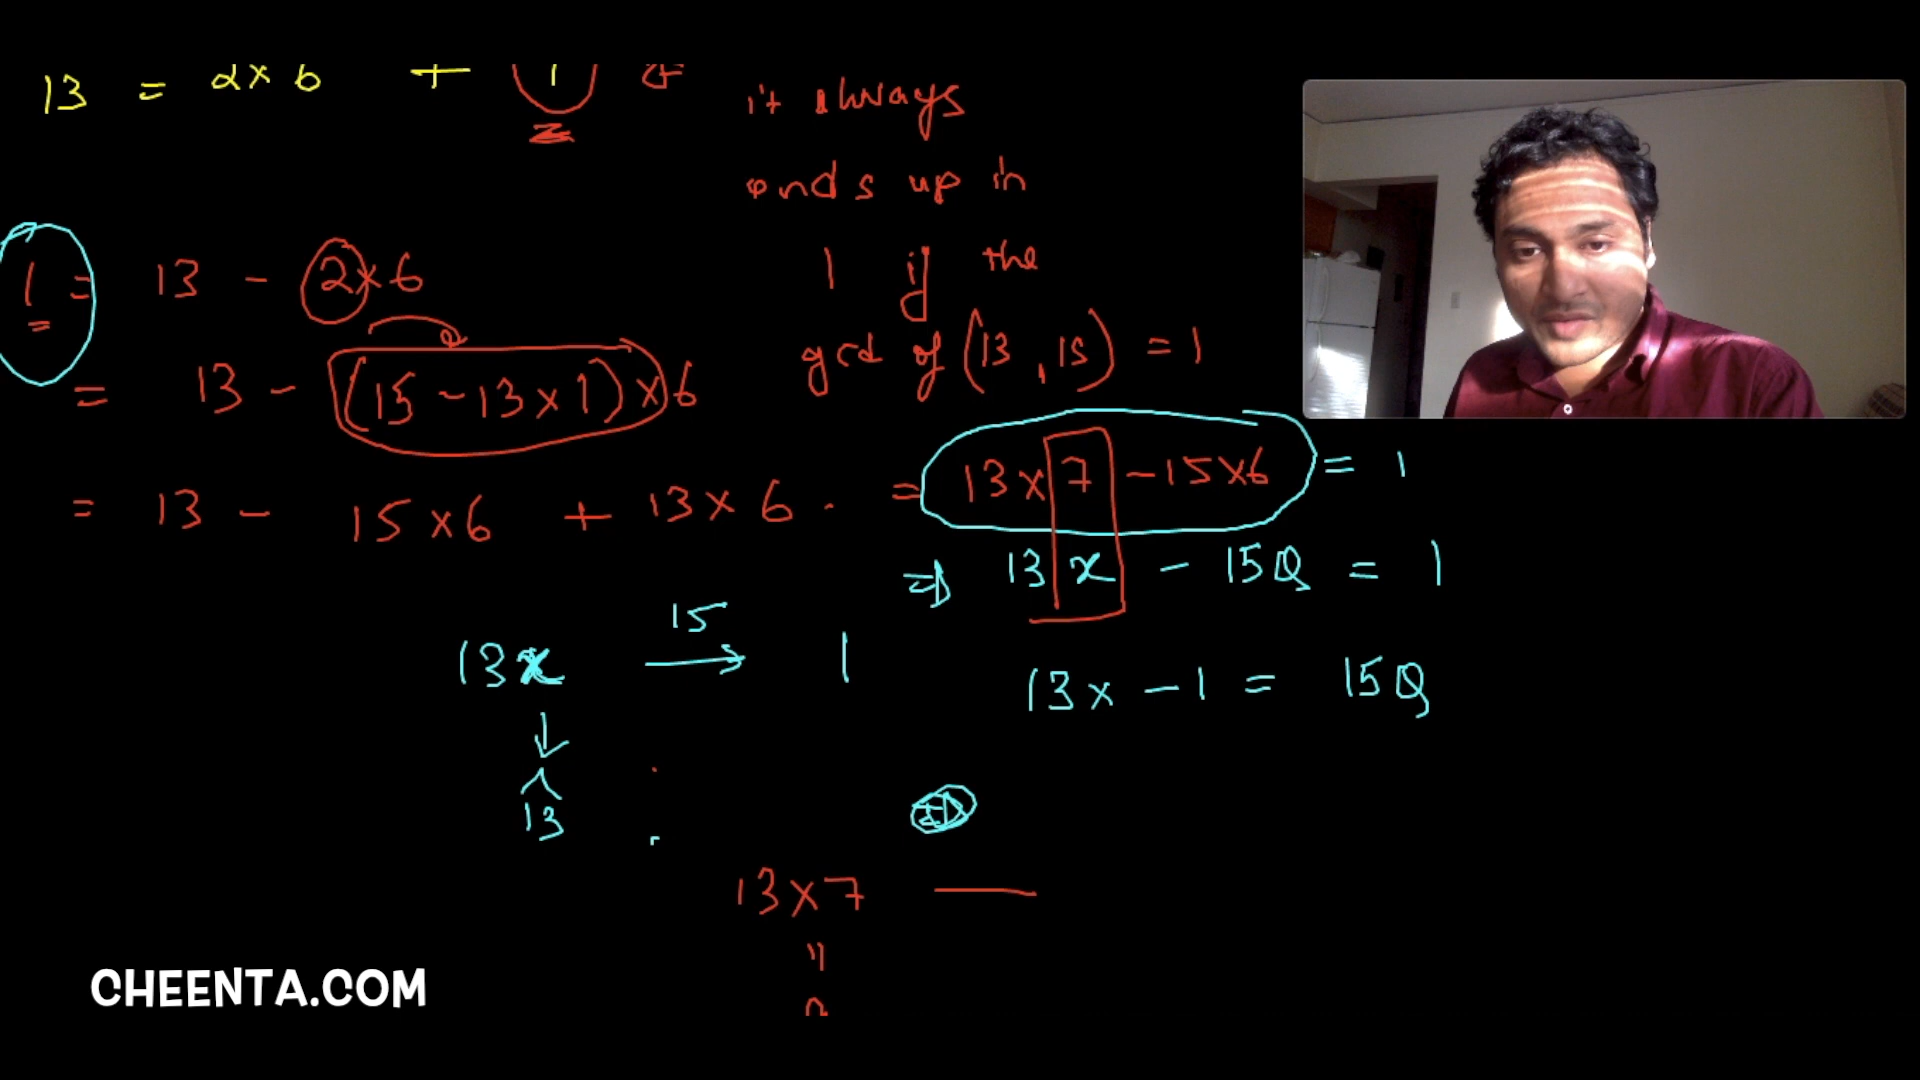 13 = 2 x 6 + 1
it always
ends up in
1 if the
gcd of (13, 15) = 1
1 = 13 - 2 x 6
= 13 - (15 - 13 x 1) x 6
= 13 - 15 x 6 + 13 x 6 . = 13 x 7 - 15 x 6 = 1
⇒ 13 x - 15Q = 1
13x 15 → 1
13x - 1 = 15Q
↓
13
13 x 7 —
"
CHEENTA.COM